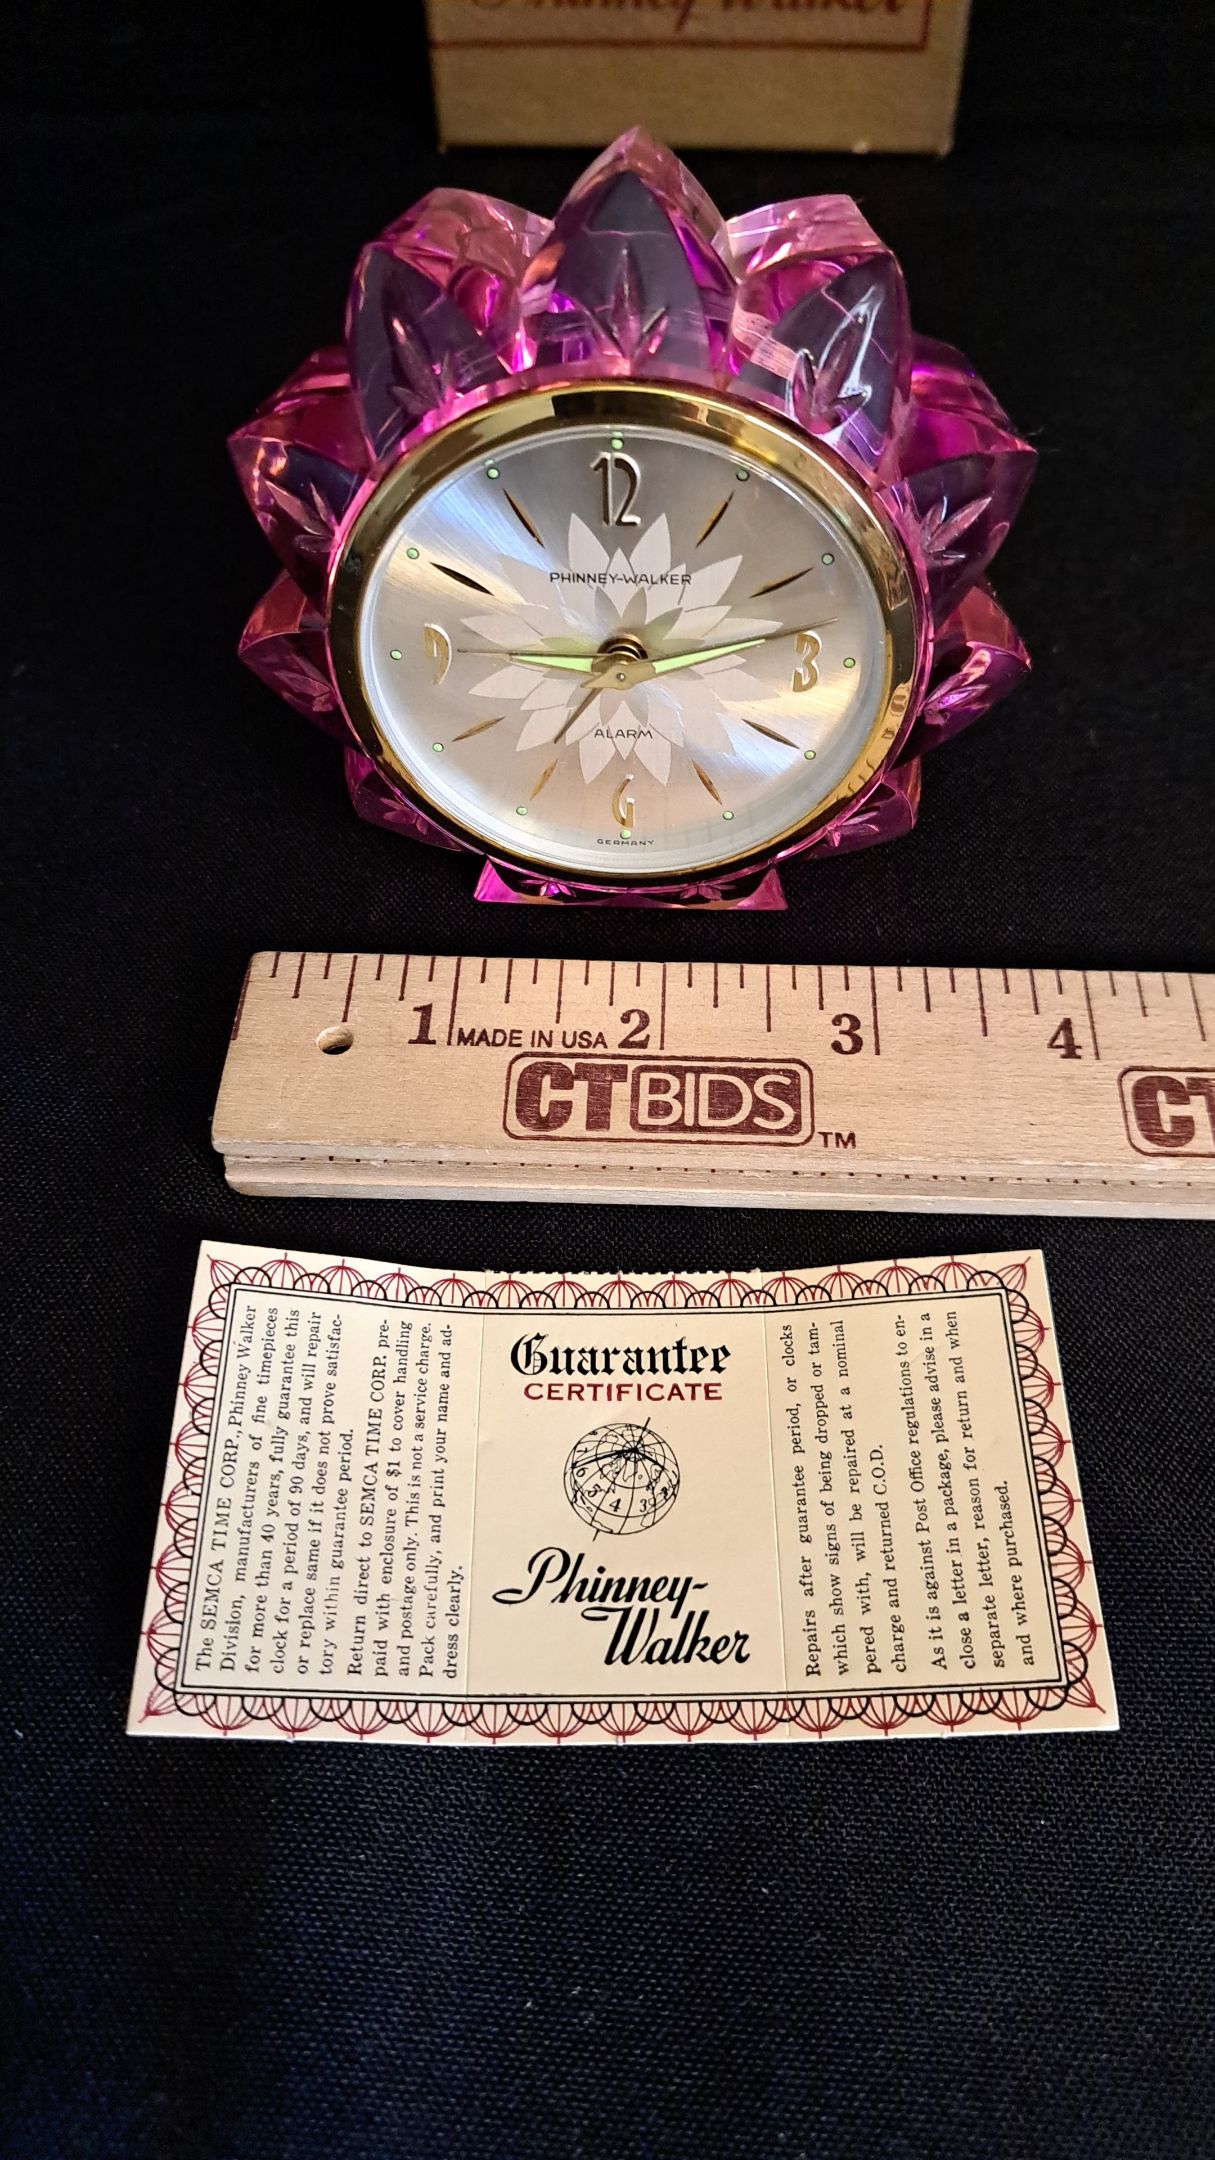 Phinney-Walker
12
PHINNEY-WALKER
9
3
ALARM
6
GERMANY
1 MADE IN USA 2 3 4
CTBIDS CT
TM
The SEMCA TIME CORP., Phinney Walker
Division, manufacturers of fine timepieces
for more than 40 years, fully guarantee this
clock for a period of 90 days, and will repair
or replace same if it does not prove satisfac-
tory within guarantee period.
Return direct to SEMCA TIME CORP. pre-
paid with enclosure of $1 to cover handling
and postage only. This is not a service charge.
Pack carefully, and print your name and ad-
dress clearly.
Guarantee
CERTIFICATE
5 4 3
Phinney-
Walker
Repairs after guarantee period, or clocks
which show signs of being dropped or tam-
pered with, will be repaired at a nominal
charge and returned C.O.D.
As it is against Post Office regulations to en-
close a letter in a package, please advise in a
separate letter, reason for return and when
and where purchased.